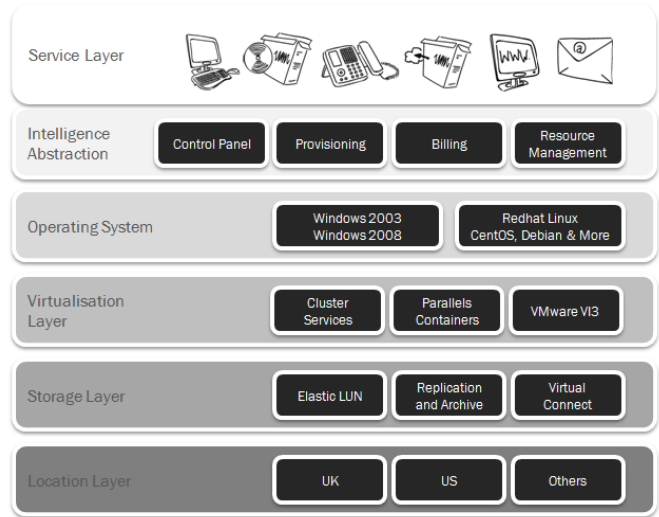 Service Layer
WWW.
@
Intelligence
Abstraction
Control Panel
Provisioning
Billing
Resource
Management
Operating System
Windows 2003
Windows 2008
Redhat Linux
CentOS, Debian & More
Virtualisation
Layer
Cluster
Services
Parallels
Containers
VMware VI3
Storage Layer
Elastic LUN
Replication
and Archive
Virtual
Connect
Location Layer
UK
US
Others